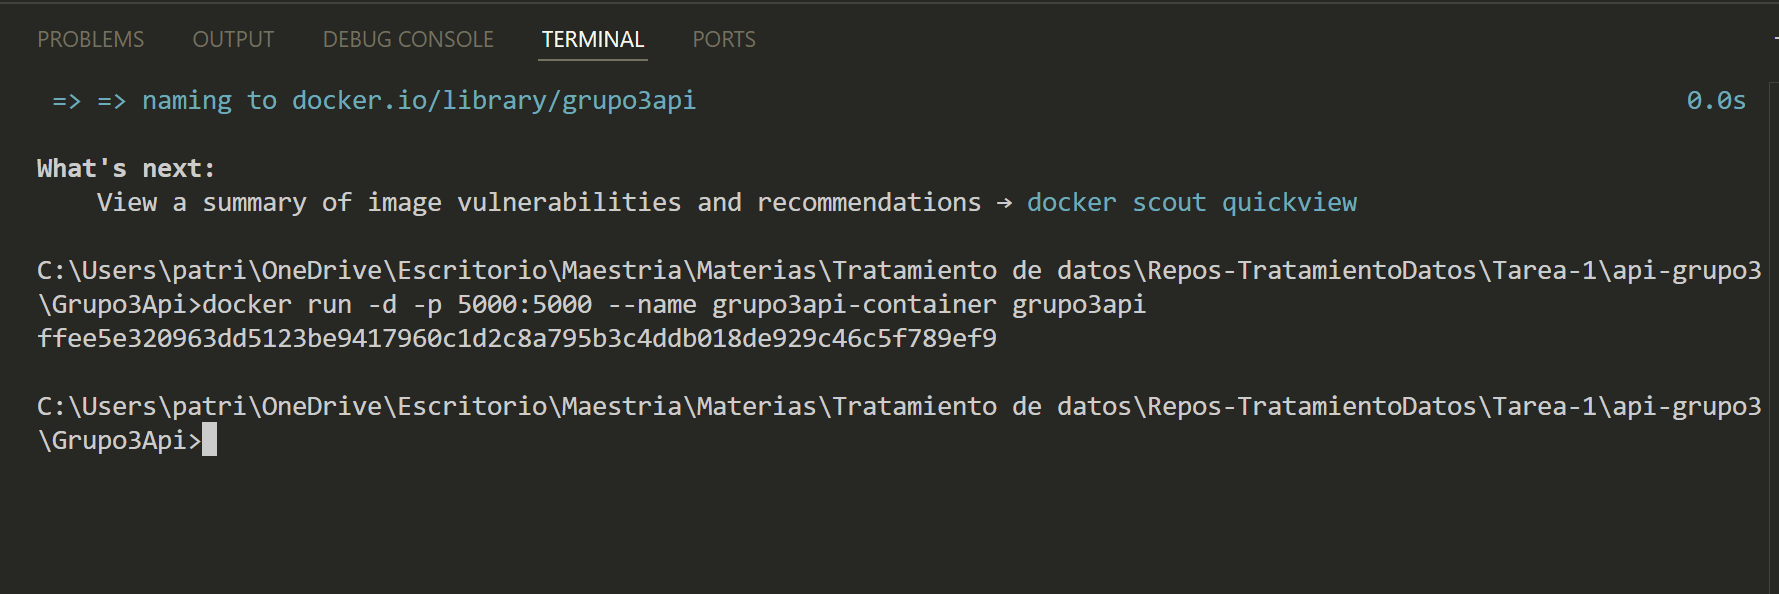 PROBLEMS OUTPUT DEBUG CONSOLE TERMINAL PORTS
=> => naming to docker.io/library/grupo3api 0.0s
What's next:
View a summary of image vulnerabilities and recommendations → docker scout quickview
C:\Users\patri\OneDrive\Escritorio\Maestria\Materias\Tratamiento de datos\Repos-TratamientoDatos\Tarea-1\api-grupo3
\Grupo3Api>docker run -d -p 5000:5000 --name grupo3api-container grupo3api
ffee5e320963dd5123be9417960c1d2c8a795b3c4ddb018de929c46c5f789ef9
C:\Users\patri\OneDrive\Escritorio\Maestria\Materias\Tratamiento de datos\Repos-TratamientoDatos\Tarea-1\api-grupo3
\Grupo3Api>